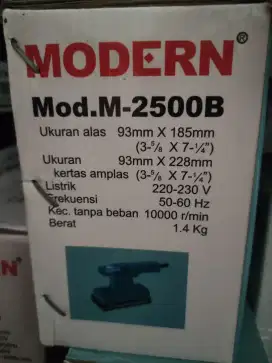 MODERN®
Mod.M-2500B
Ukuran alas 93mm X 185mm
(3-⁵/₈ X 7-¼")
Ukuran 93mm X 228mm
kertas amplas (3-⁵/₈ X 7-¼")
Listrik 220-230 V
Frekuensi 50-60 Hz
Kec. tanpa beban 10000 r/min
Berat 1.4 Kg
MODERN